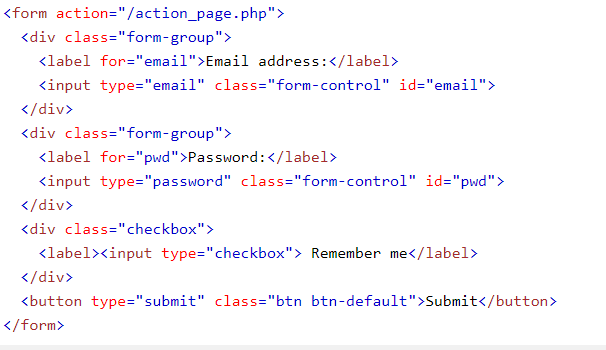 <form action="/action_page.php">
<div class="form-group">
<label for="email">Email address:</label>
<input type="email" class="form-control" id="email">
</div>
<div class="form-group">
<label for="pwd">Password:</label>
<input type="password" class="form-control" id="pwd">
</div>
<div class="checkbox">
<label><input type="checkbox"> Remember me</label>
</div>
<button type="submit" class="btn btn-default">Submit</button>
</form>